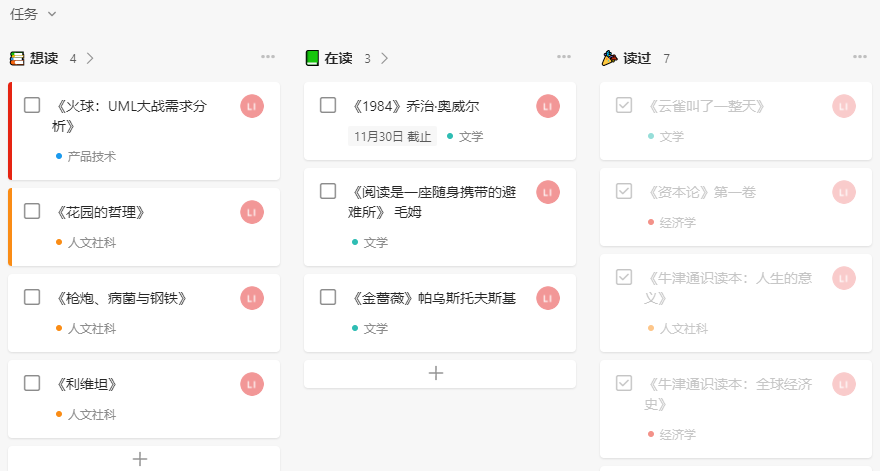 任务
想读 4
《火球：UML大战需求分
析》
LI
产品技术
《花园的哲理》
LI
人文社科
《枪炮、病菌与钢铁》
LI
人文社科
《利维坦》
LI
人文社科
在读 3
《1984》乔治·奥威尔
LI
11月30日 截止
文学
《阅读是一座随身携带的避
难所》 毛姆
LI
文学
《金蔷薇》帕乌斯托夫斯基
LI
文学
读过 7
《云雀叫了一整天》
LI
文学
《资本论》第一卷
LI
经济学
《牛津通识读本：人生的意
义》
LI
人文社科
《牛津通识读本：全球经济
史》
LI
经济学